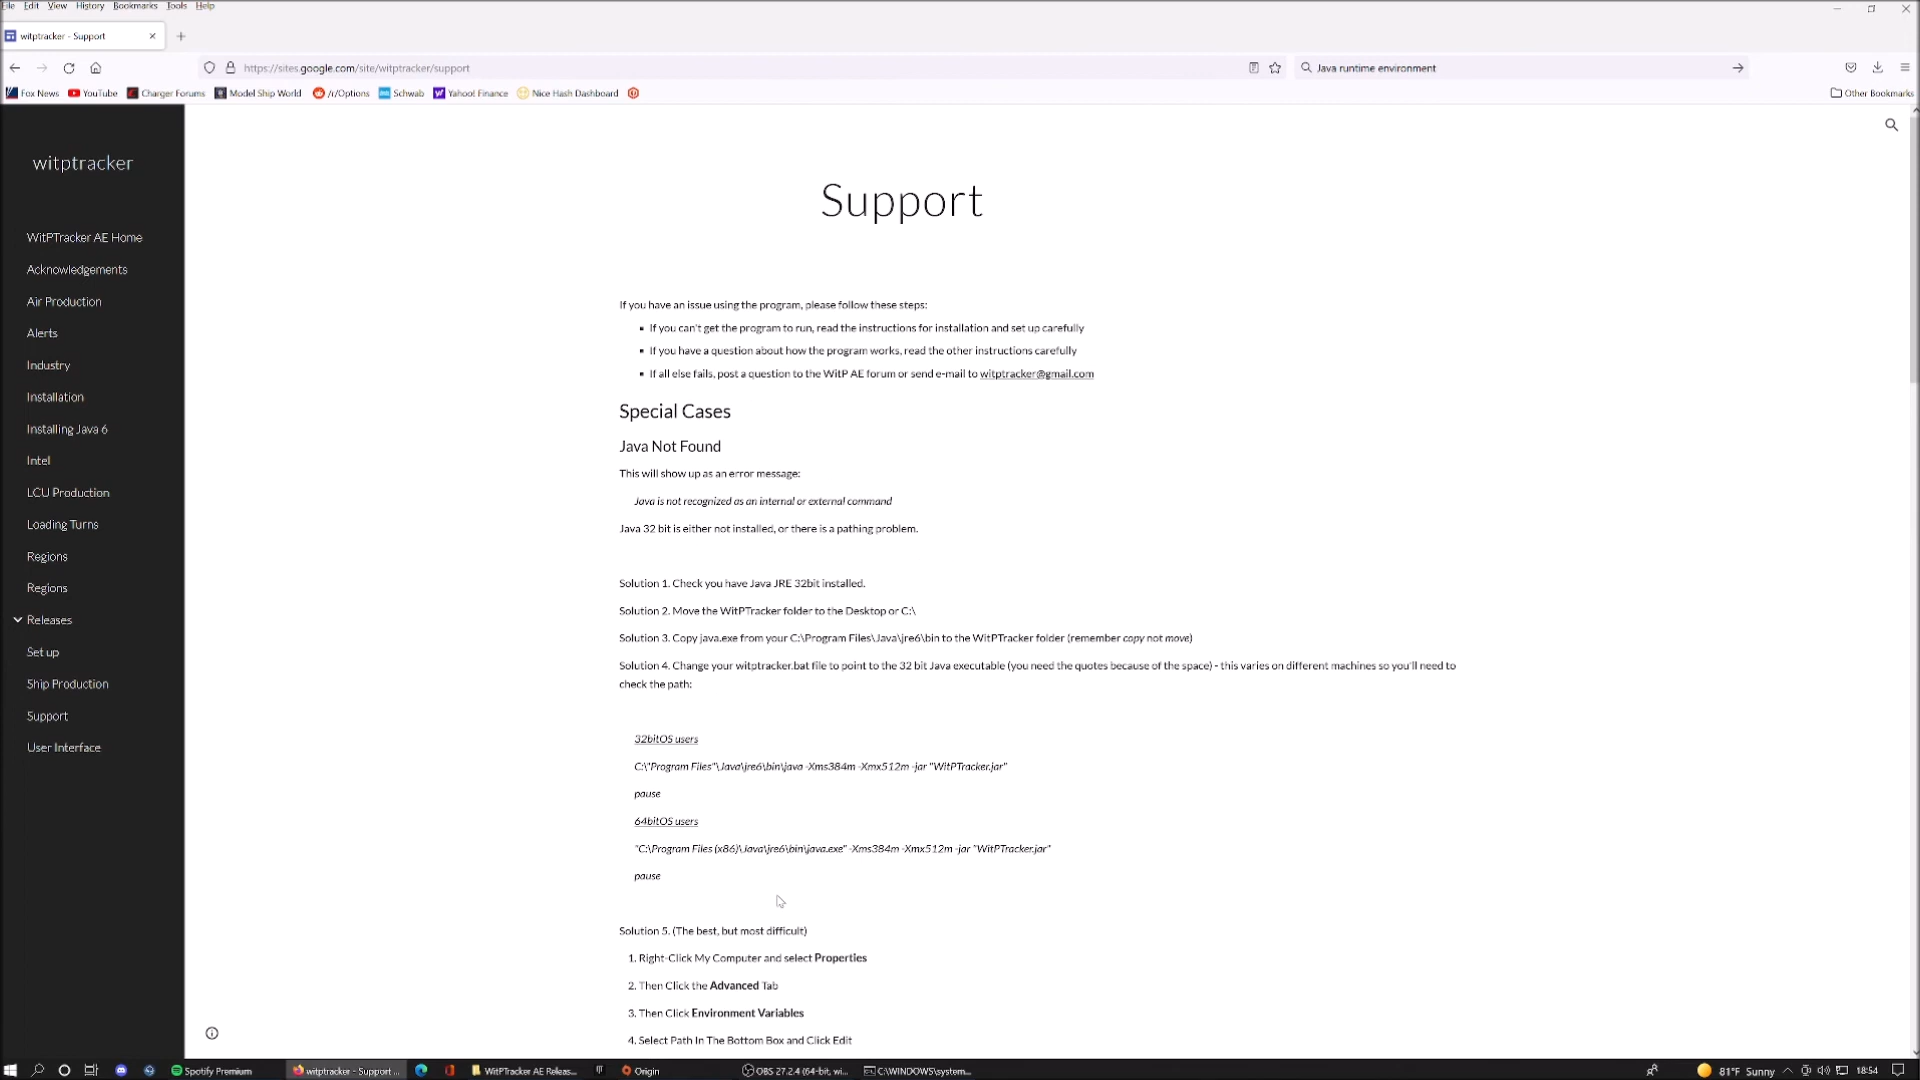 File Edit View History Bookmarks Tools Help
witptracker - Support
https://sites.google.com/site/witptracker/support
Java runtime environment
Fox News YouTube Charger Forums Model Ship World /r/Options Schwab Yahoo! Finance Nice Hash Dashboard Other Bookmarks
witptracker
WitPTracker AE Home
Acknowledgements
Air Production
Alerts
Industry
Installation
Installing Java 6
Intel
LCU Production
Loading Turns
Regions
Regions
Releases
Set up
Ship Production
Support
User Interface
Support
If you have an issue using the program, please follow these steps:
If you can't get the program to run, read the instructions for installation and set up carefully
If you have a question about how the program works, read the other instructions carefully
If all else fails, post a question to the WitP AE forum or send e-mail to witptracker@gmail.com
Special Cases
Java Not Found
This will show up as an error message:
Java is not recognized as an internal or external command
Java 32 bit is either not installed, or there is a pathing problem.
Solution 1. Check you have Java JRE 32bit installed.
Solution 2. Move the WitPTracker folder to the Desktop or C:\
Solution 3. Copy java.exe from your C:\Program Files\Java\jre6\bin to the WitPTracker folder (remember copy not move)
Solution 4. Change your witptracker.bat file to point to the 32 bit Java executable (you need the quotes because of the space) - this varies on different machines so you'll need to
check the path:
32bitOS users
C:\"Program Files"\Java\jre6\bin\java -Xms384m -Xmx512m -jar "WitPTracker.jar"
pause
64bitOS users
"C:\Program Files (x86)\Java\jre6\bin\java.exe" -Xms384m -Xmx512m -jar "WitPTracker.jar"
pause
Solution 5. (The best, but most difficult)
1. Right-Click My Computer and select Properties
2. Then Click the Advanced Tab
3. Then Click Environment Variables
4. Select Path In The Bottom Box and Click Edit
Spotify Premium witptracker - Support ... WitPTracker AE Releas... Origin OBS 27.2.4 (64-bit, wi... C:\WINDOWS\system... 81°F Sunny 18:54